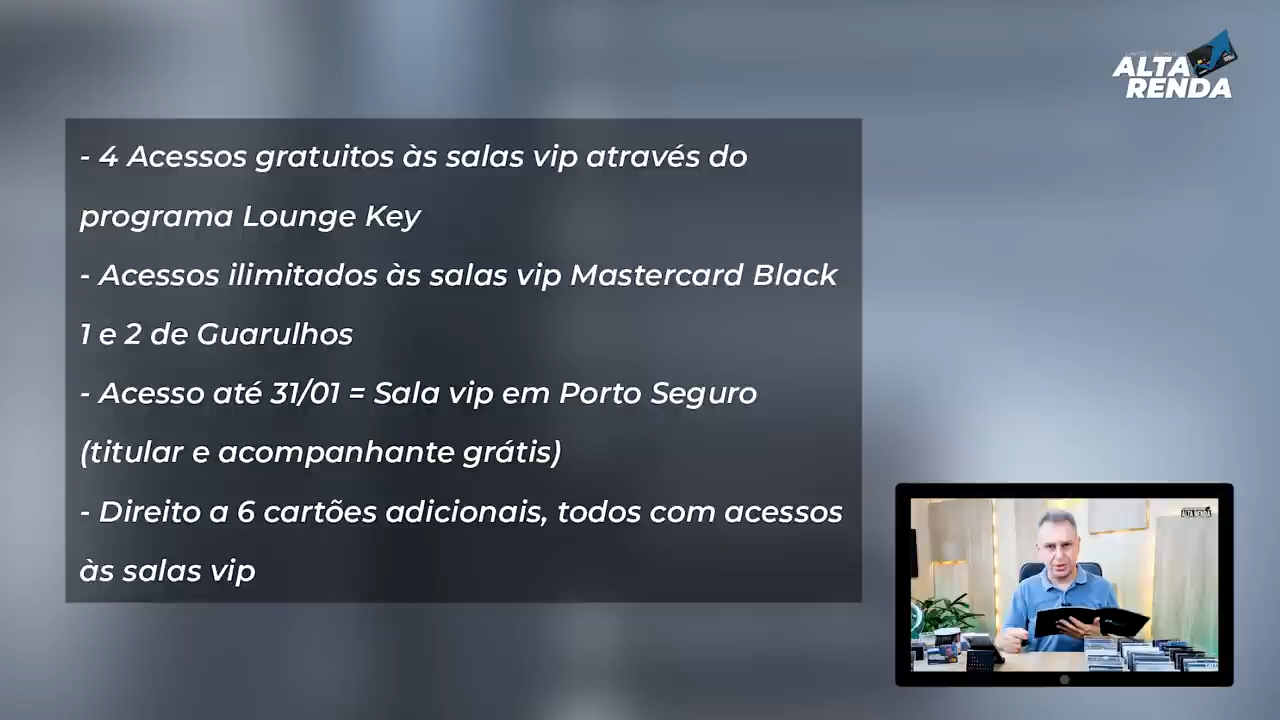 ALTA
RENDA
- 4 Acessos gratuitos às salas vip através do
programa Lounge Key
- Acessos ilimitados às salas vip Mastercard Black
1 e 2 de Guarulhos
- Acesso até 31/01 = Sala vip em Porto Seguro
(titular e acompanhante grátis)
- Direito a 6 cartões adicionais, todos com acessos
às salas vip
ALTA RENDA